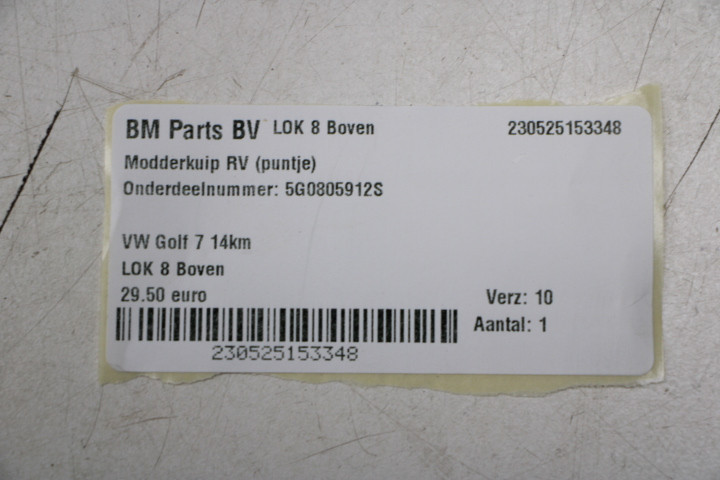 BM Parts BV LOK 8 Boven 230525153348
Modderkuip RV (puntje)
Onderdeelnummer: 5G0805912S
VW Golf 7 14km
LOK 8 Boven
29.50 euro Verz: 10
Aantal: 1
230525153348